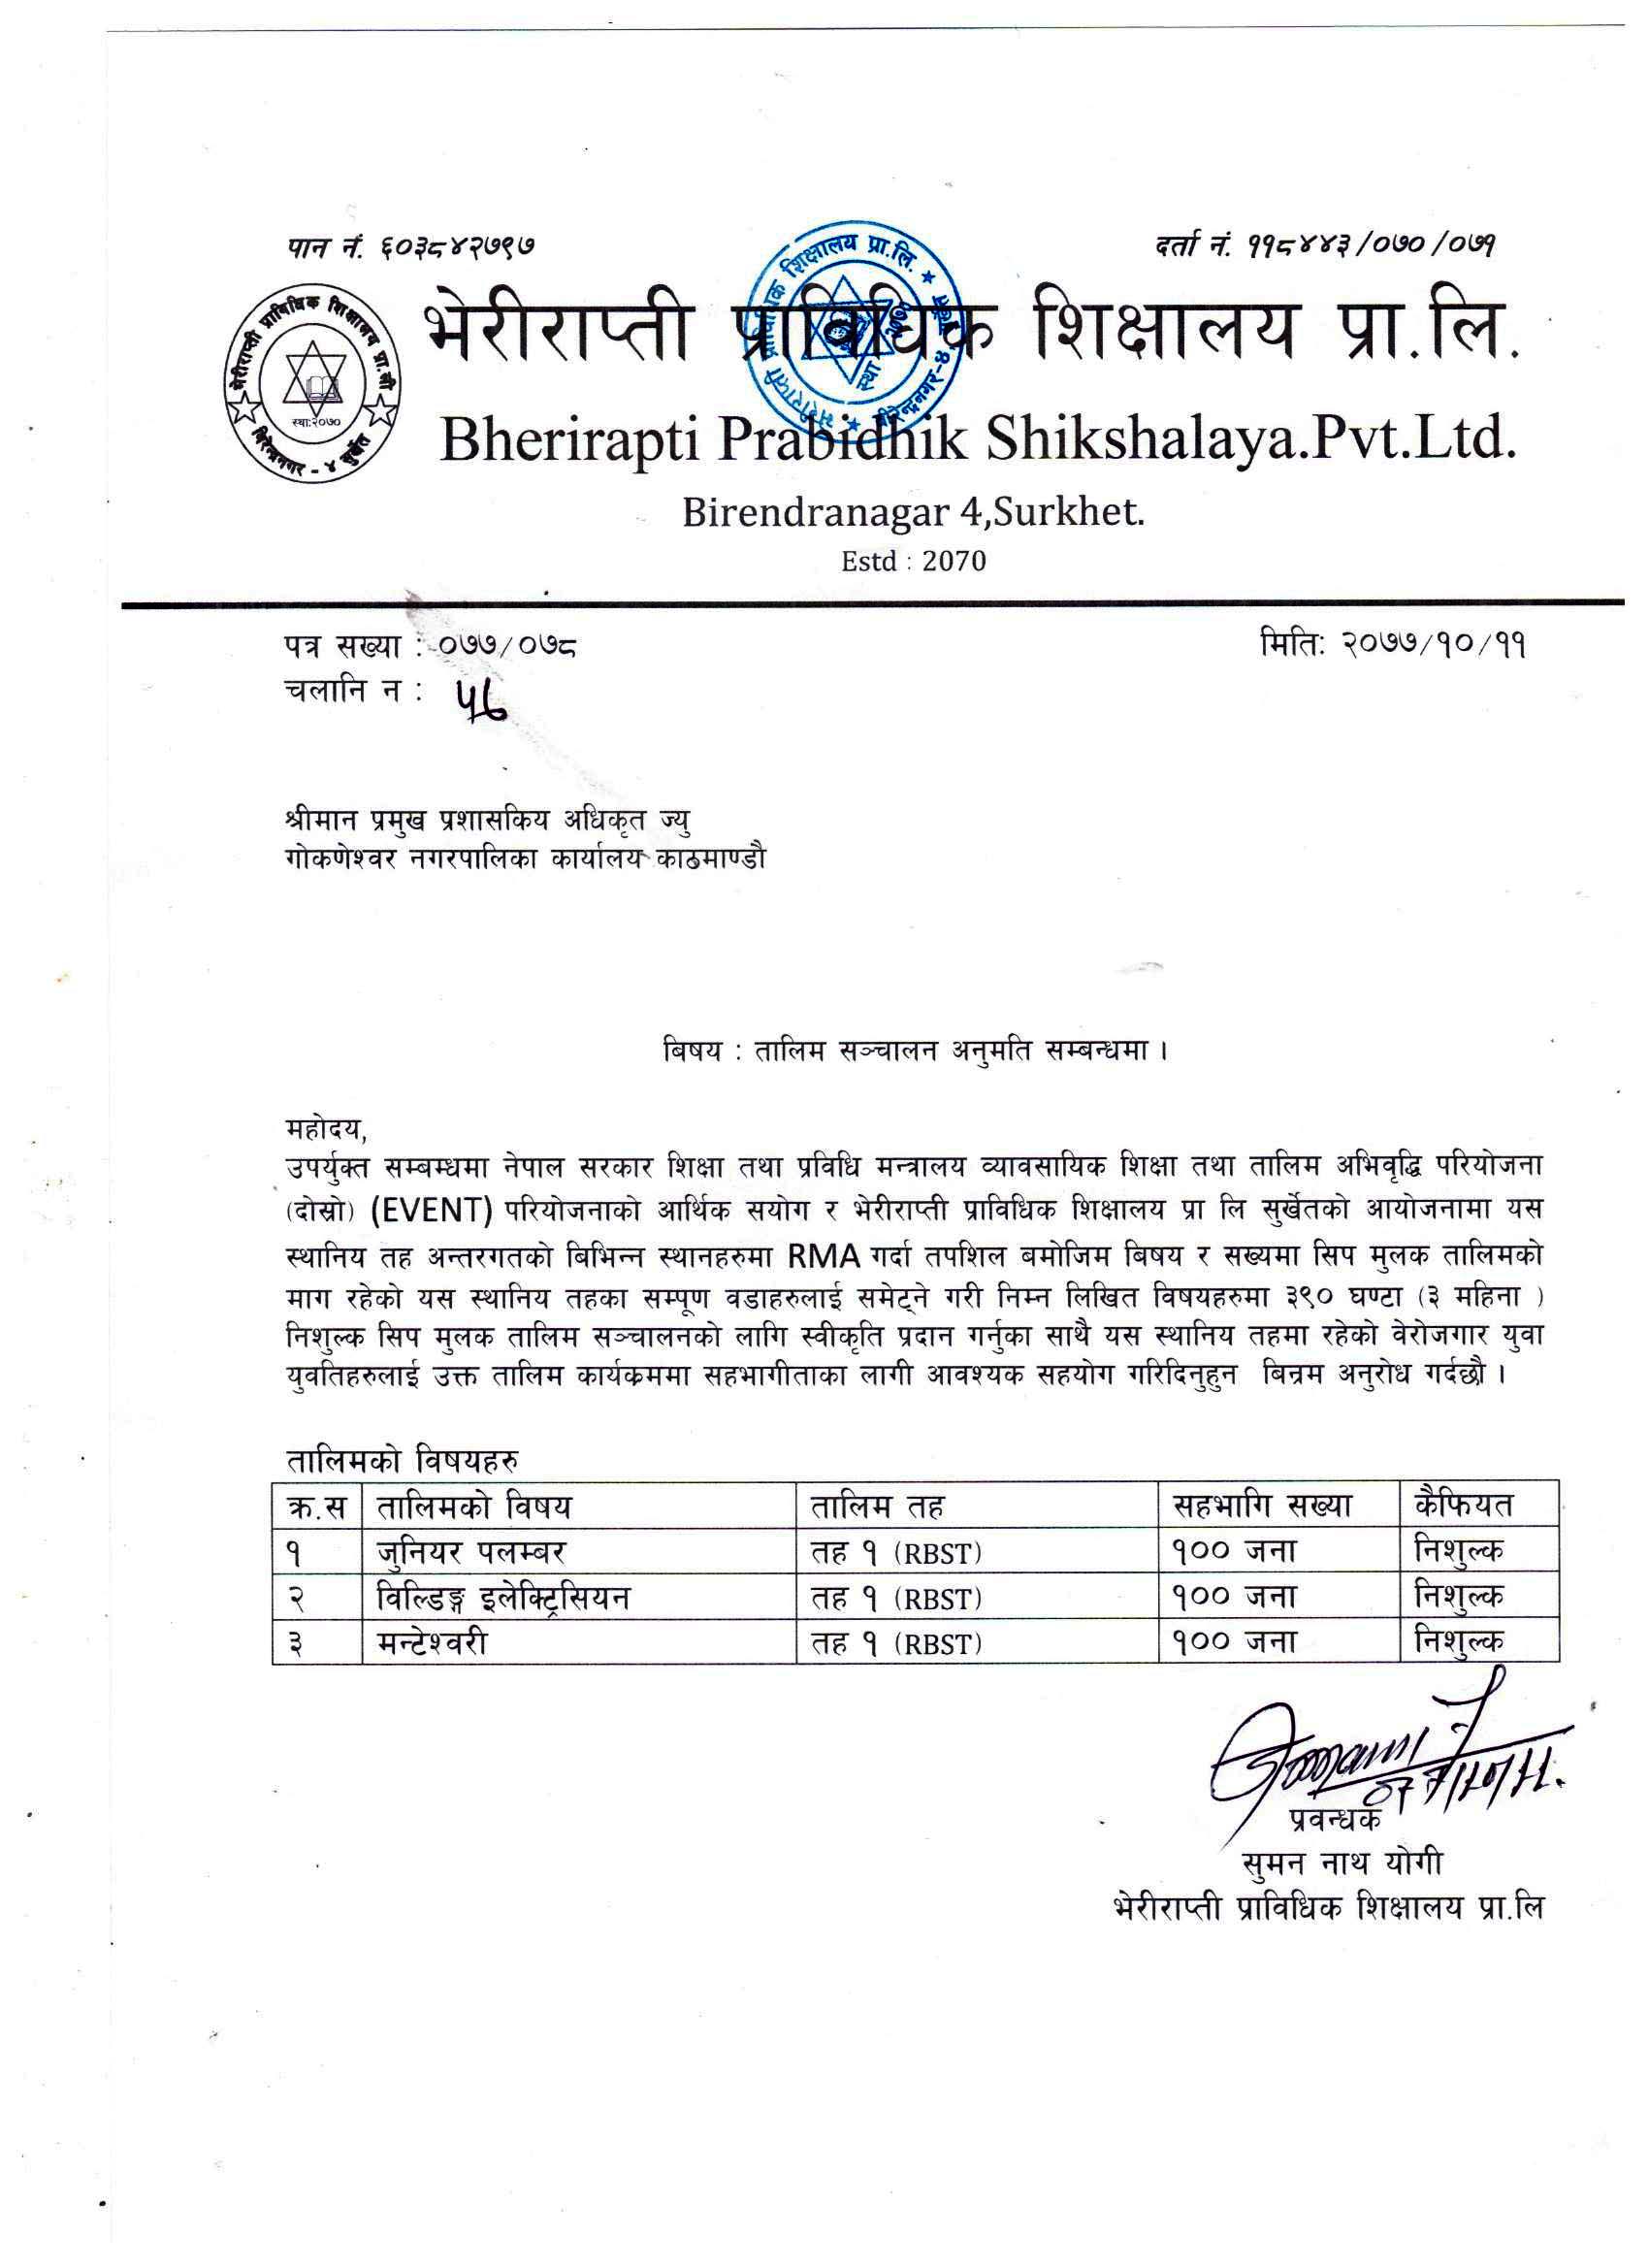 पान नं. ६०३८४२७९७
दर्ता नं. ११८४४३/०७०/०७१
भेरीराप्ती प्राविधिक शिक्षालय प्रा.ली
स्था:२०७०
बिरेन्द्रनगर - ४ सुर्खेत
भेरीराप्ती प्राविधिक शिक्षालय प्रा.लि.
भेरीराप्ती प्राविधिक शिक्षालय प्रा.लि.
स्था २०७०
Bherirapti Prabidhik Shikshalaya.Pvt.Ltd.
Birendranagar 4,Surkhet.
Estd : 2070
पत्र सख्या : ०७७/०७८
मिति: २०७७/१०/११
चलानि न :
श्रीमान प्रमुख प्रशासकिय अधिकृत ज्यु
गोकणेश्वर नगरपालिका कार्यालय काठमाण्डौ
बिषय : तालिम सञ्चालन अनुमति सम्बन्धमा ।
महोदय,
उपर्युक्त सम्बम्धमा नेपाल सरकार शिक्षा तथा प्रविधि मन्त्रालय व्यावसायिक शिक्षा तथा तालिम अभिवृद्धि परियोजना
(दोस्रो) (EVENT) परियोजनाको आर्थिक सयोग र भेरीराप्ती प्राविधिक शिक्षालय प्रा लि सुर्खेतको आयोजनामा यस
स्थानिय तह अन्तरगतको बिभिन्न स्थानहरुमा RMA गर्दा तपशिल बमोजिम बिषय र सख्यमा सिप मुलक तालिमको
माग रहेको यस स्थानिय तहका सम्पूण वडाहरुलाई समेट्ने गरी निम्न लिखित विषयहरुमा ३९० घण्टा (३ महिना )
निशुल्क सिप मुलक तालिम सञ्चालनको लागि स्वीकृति प्रदान गर्नुका साथै यस स्थानिय तहमा रहेको वेरोजगार युवा
युवतिहरुलाई उक्त तालिम कार्यक्रममा सहभागीताका लागी आवश्यक सहयोग गरिदिनुहुन बिन्रम अनुरोध गर्दछौ ।
तालिमको विषयहरु
क्र.स तालिमको विषय तालिम तह सहभागि सख्या कैफियत
१ जुनियर पलम्बर तह १ (RBST) १०० जना निशुल्क
२ विल्डिङ्ग इलेक्ट्रिसियन तह १ (RBST) १०० जना निशुल्क
३ मन्टेश्वरी तह १ (RBST) १०० जना निशुल्क
प्रवन्धक
सुमन नाथ योगी
भेरीराप्ती प्राविधिक शिक्षालय प्रा.लि